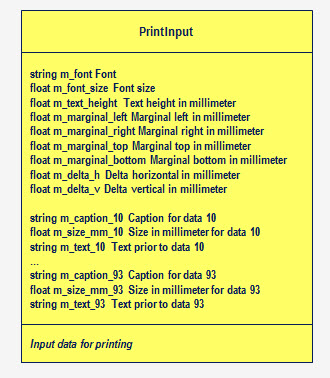 PrintInput
string m_font Font
float m_font_size Font size
float m_text_height Text height in millimeter
float m_marginal_left Marginal left in millimeter
float m_marginal_right Marginal right in millimeter
float m_marginal_top Marginal top in millimeter
float m_marginal_bottom Marginal bottom in millimeter
float m_delta_h Delta horizontal in millimeter
float m_delta_v Delta vertical in millimeter
string m_caption_10 Caption for data 10
float m_size_mm_10 Size in millimeter for data 10
string m_text_10 Text prior to data 10
...
string m_caption_93 Caption for data 93
float m_size_mm_93 Size in millimeter for data 93
string m_text_93 Text prior to data 93
Input data for printing